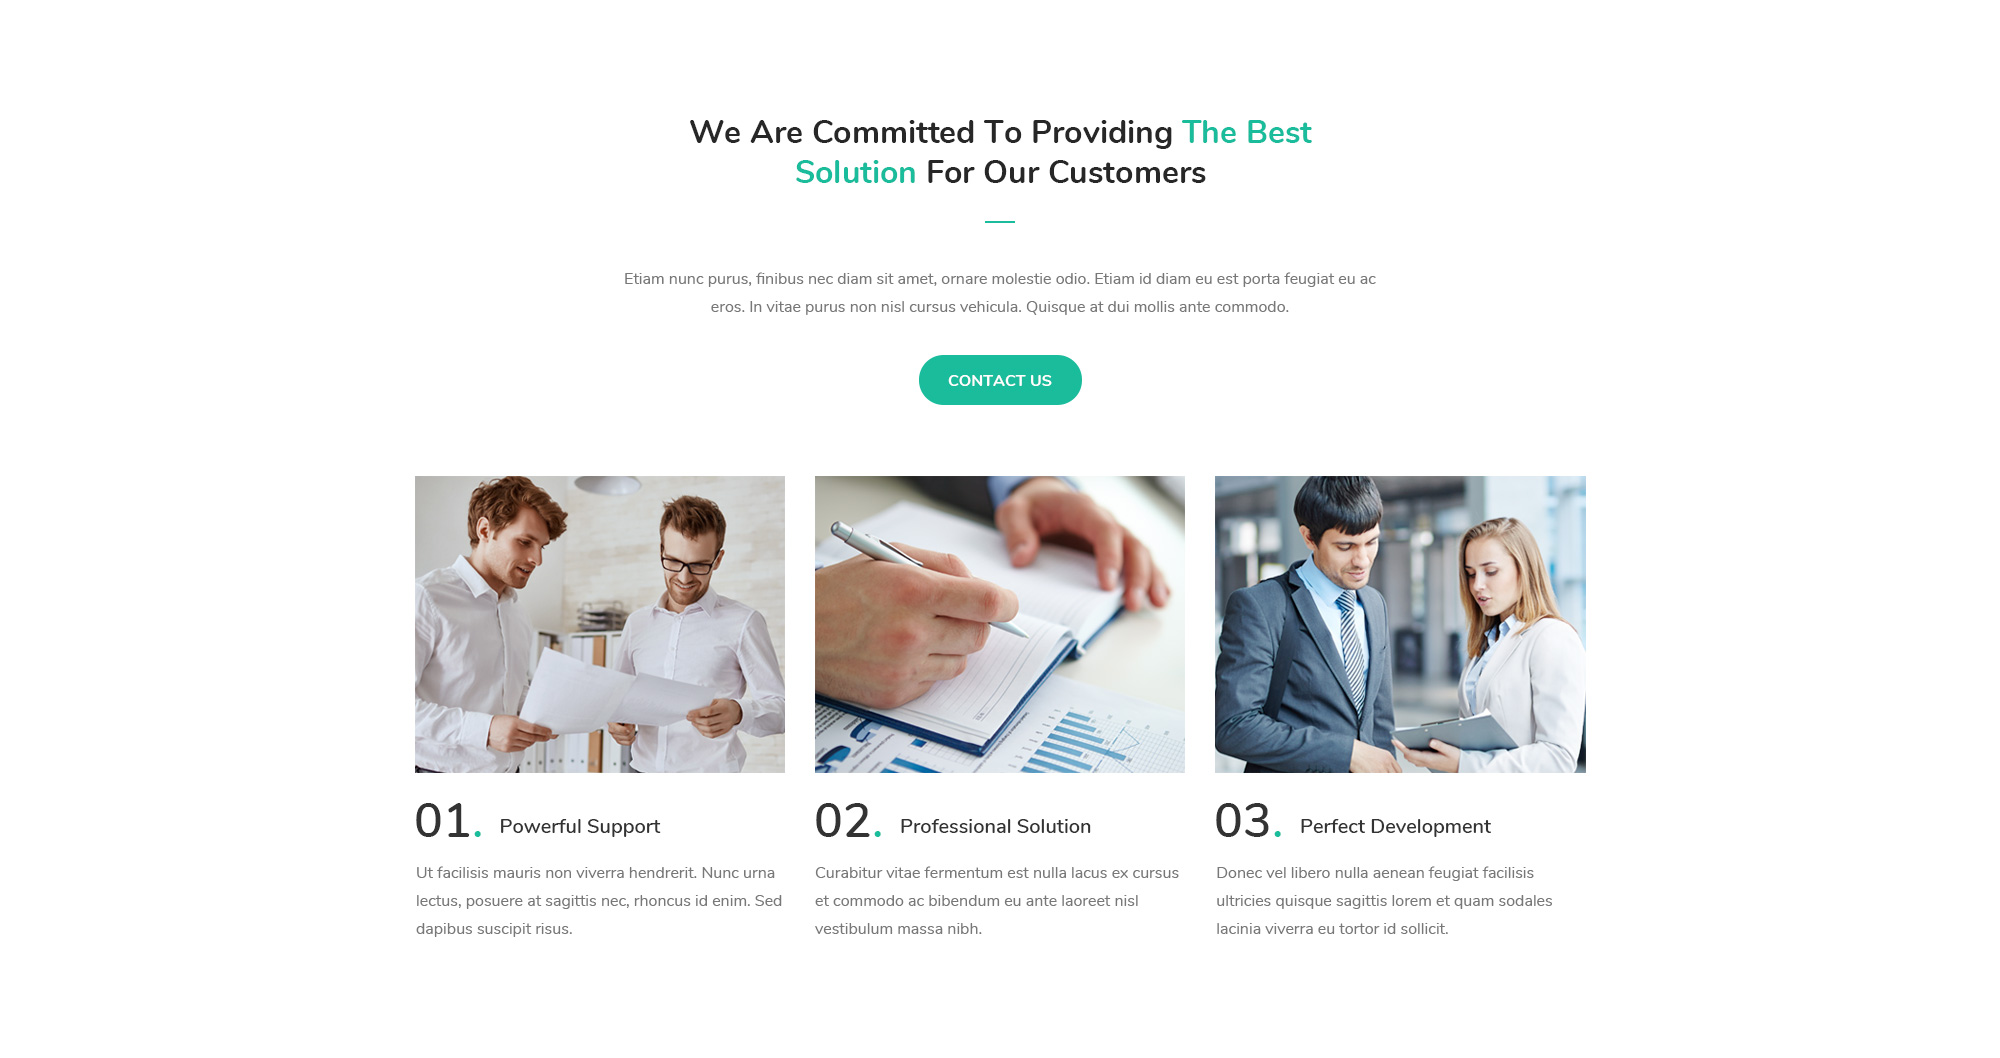 We Are Committed To Providing The Best
Solution For Our Customers
Etiam nunc purus, finibus nec diam sit amet, ornare molestie odio. Etiam id diam eu est porta feugiat eu ac
eros. In vitae purus non nisl cursus vehicula. Quisque at dui mollis ante commodo.
CONTACT US
01. Powerful Support
Ut facilisis mauris non viverra hendrerit. Nunc urna
lectus, posuere at sagittis nec, rhoncus id enim. Sed
dapibus suscipit risus.
02. Professional Solution
Curabitur vitae fermentum est nulla lacus ex cursus
et commodo ac bibendum eu ante laoreet nisl
vestibulum massa nibh.
03. Perfect Development
Donec vel libero nulla aenean feugiat facilisis
ultricies quisque sagittis lorem et quam sodales
lacinia viverra eu tortor id sollicit.